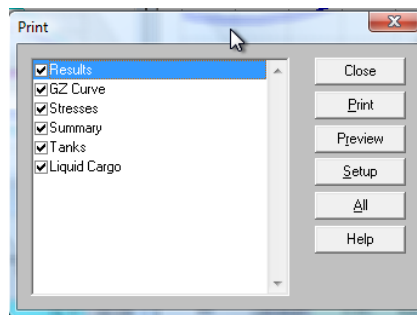 Print
Results
GZ Curve
Stresses
Summary
Tanks
Liquid Cargo
Close
Print
Preview
Setup
All
Help